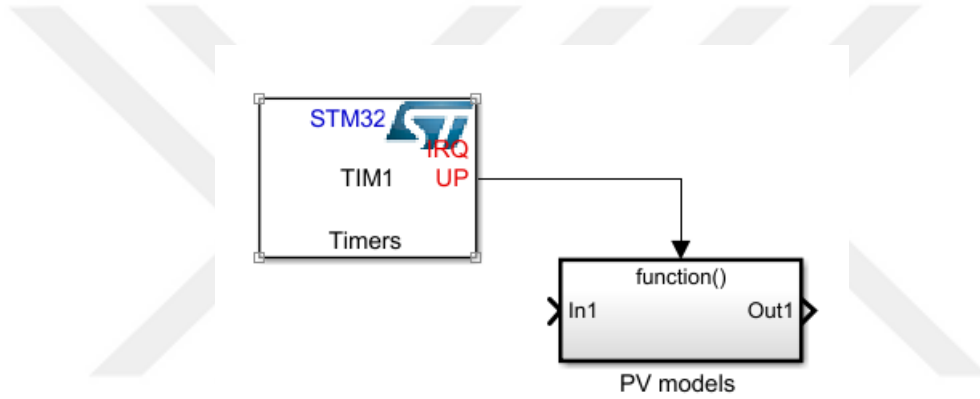 STM32
IRQ
TIM1 UP
Timers
function()
In1 Out1
PV models